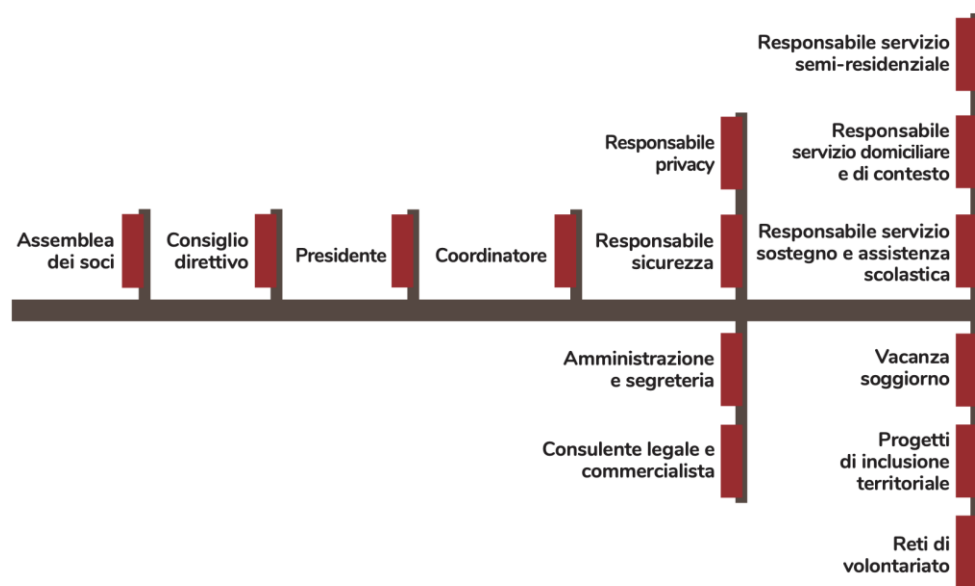 Assemblea
dei soci
Consiglio
direttivo
Presidente
Coordinatore
Responsabile
privacy
Responsabile
sicurezza
Amministrazione
e segreteria
Consulente legale e
commercialista
Responsabile servizio
semi-residenziale
Responsabile
servizio domiciliare
e di contesto
Responsabile servizio
sostegno e assistenza
scolastica
Vacanza
soggiorno
Progetti
di inclusione
territoriale
Reti di
volontariato